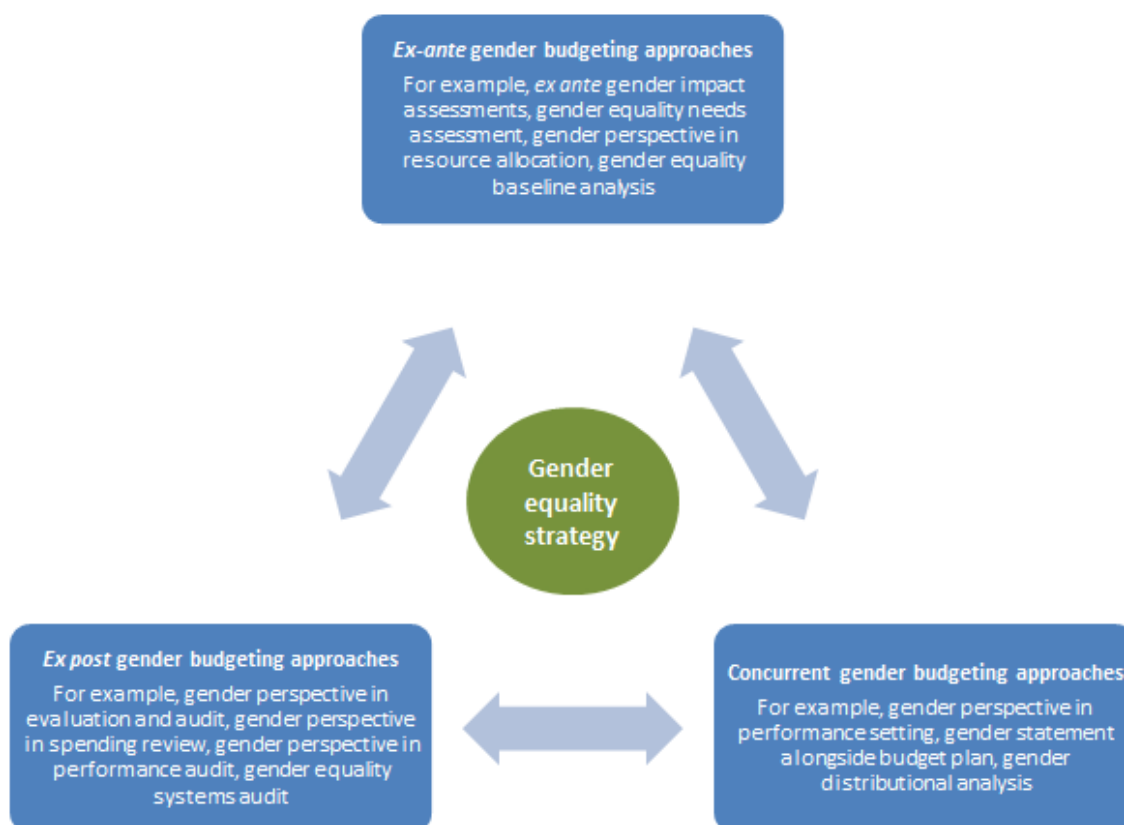 Ex-ante gender budgeting approaches
For example, ex ante gender impact
assessments, gender equality needs
assessment, gender perspective in
resource allocation, gender equality
baseline analysis
Gender
equality
strategy
Ex post gender budgeting approaches
For example, gender perspective in
evaluation and audit, gender perspective
in spending review, gender perspective in
performance audit, gender equality
systems audit
Concurrent gender budgeting approaches
For example, gender perspective in
performance setting, gender statement
alongside budget plan, gender
distributional analysis